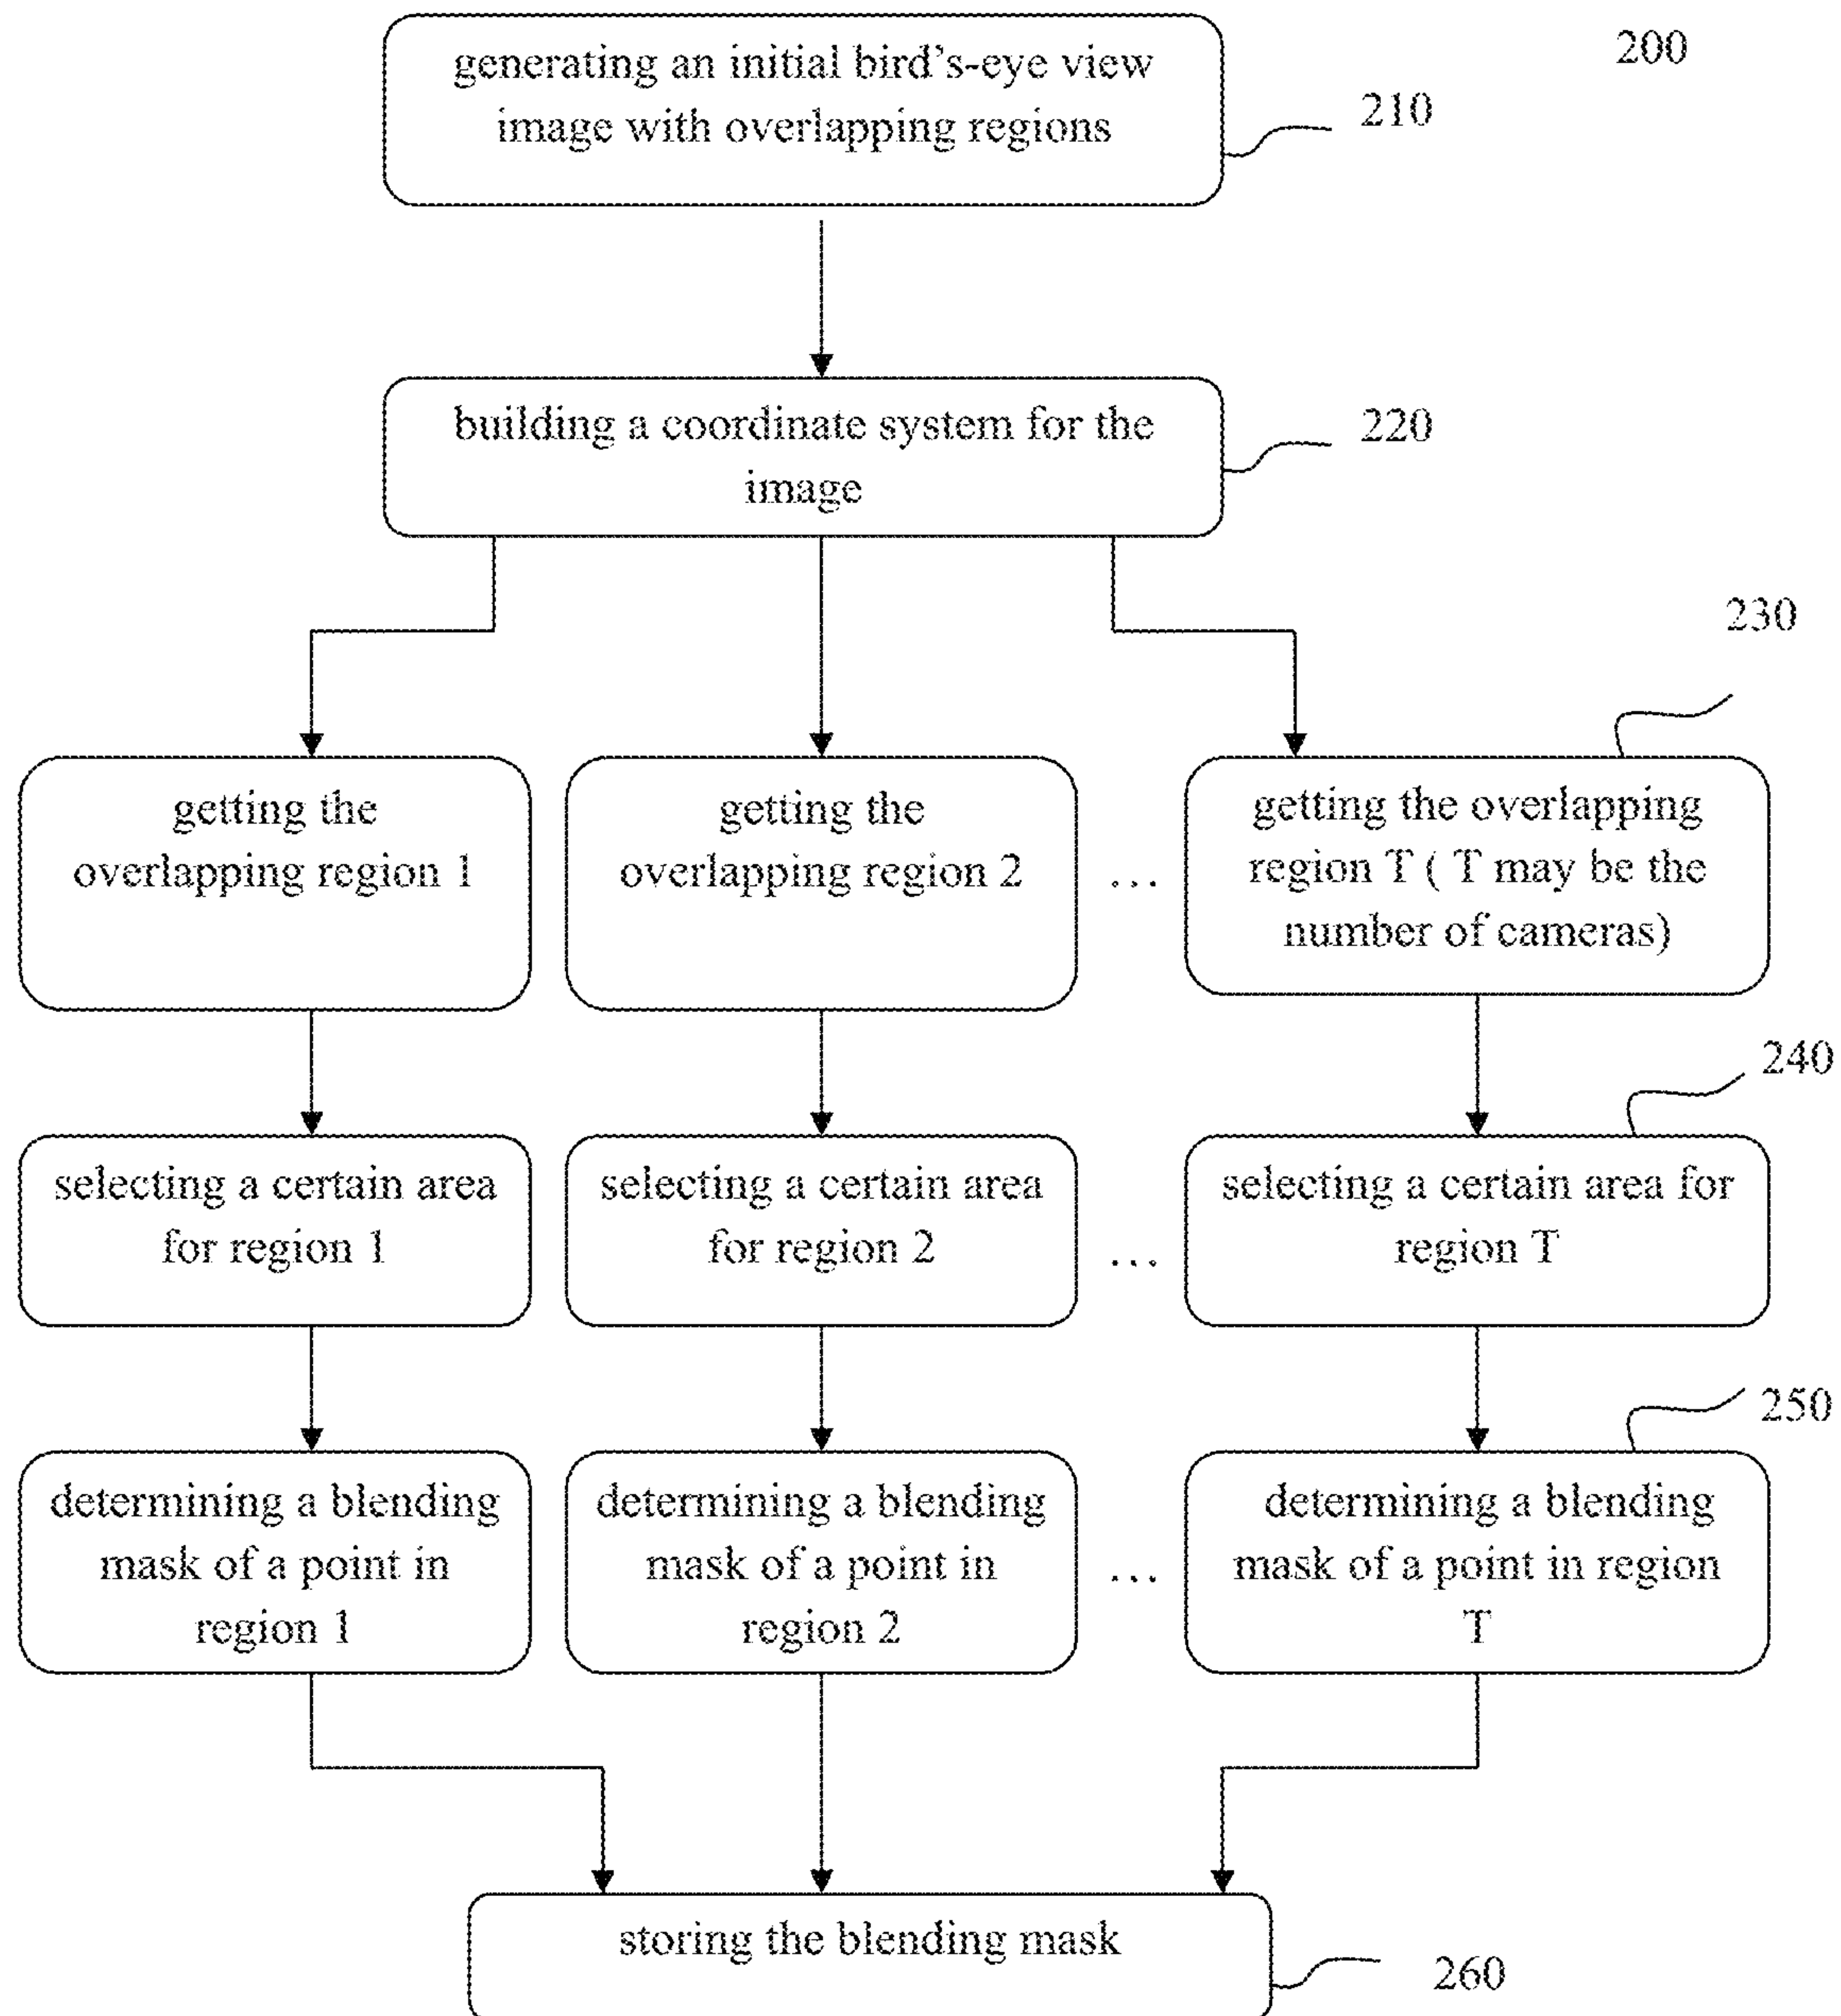 200
generating an initial bird's-eye view
image with overlapping regions
210
building a coordinate system for the
image
220
230
getting the
overlapping region 1
getting the
overlapping region 2
...
getting the overlapping
region T ( T may be the
number of cameras)
240
selecting a certain area
for region 1
selecting a certain area
for region 2
...
selecting a certain area for
region T
250
determining a blending
mask of a point in
region 1
determining a blending
mask of a point in
region 2
...
determining a blending
mask of a point in region
T
storing the blending mask
260